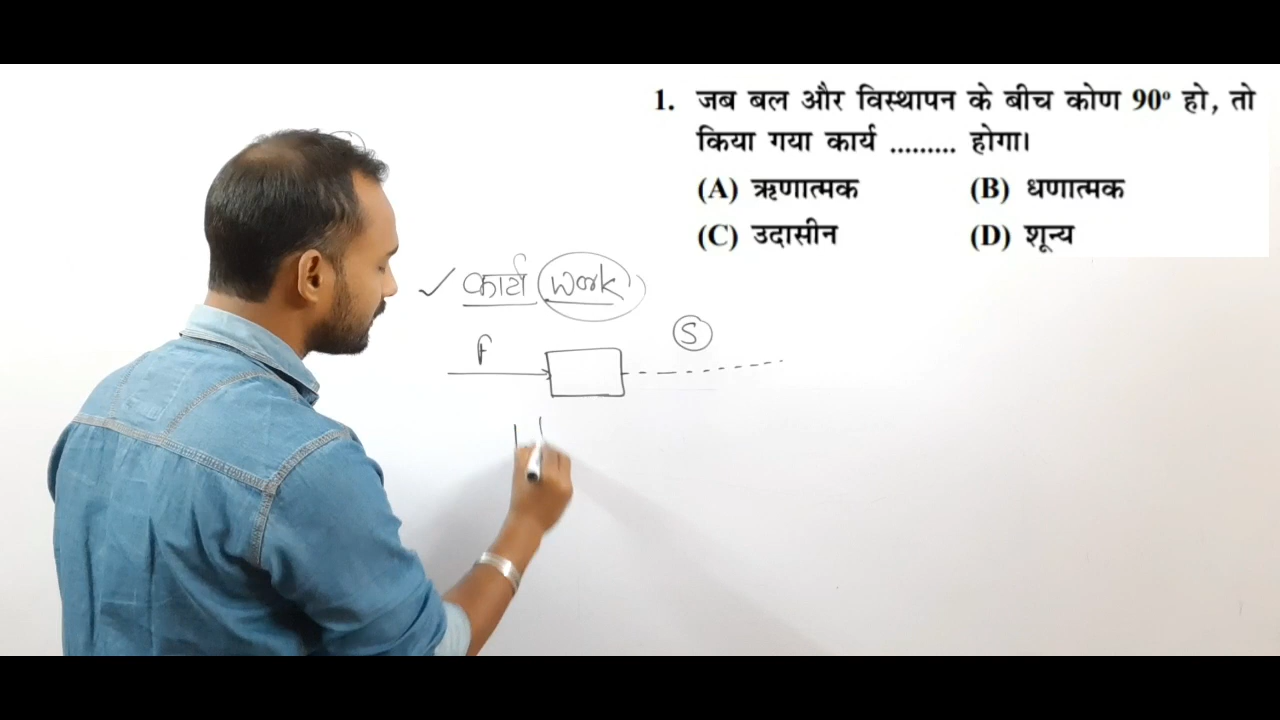 1. जब बल और विस्थापन के बीच कोण 90° हो, तो
किया गया कार्य ......... होगा।
(A) ऋणात्मक (B) धणात्मक
(C) उदासीन (D) शून्य
✓ कार्य (work)
F
S